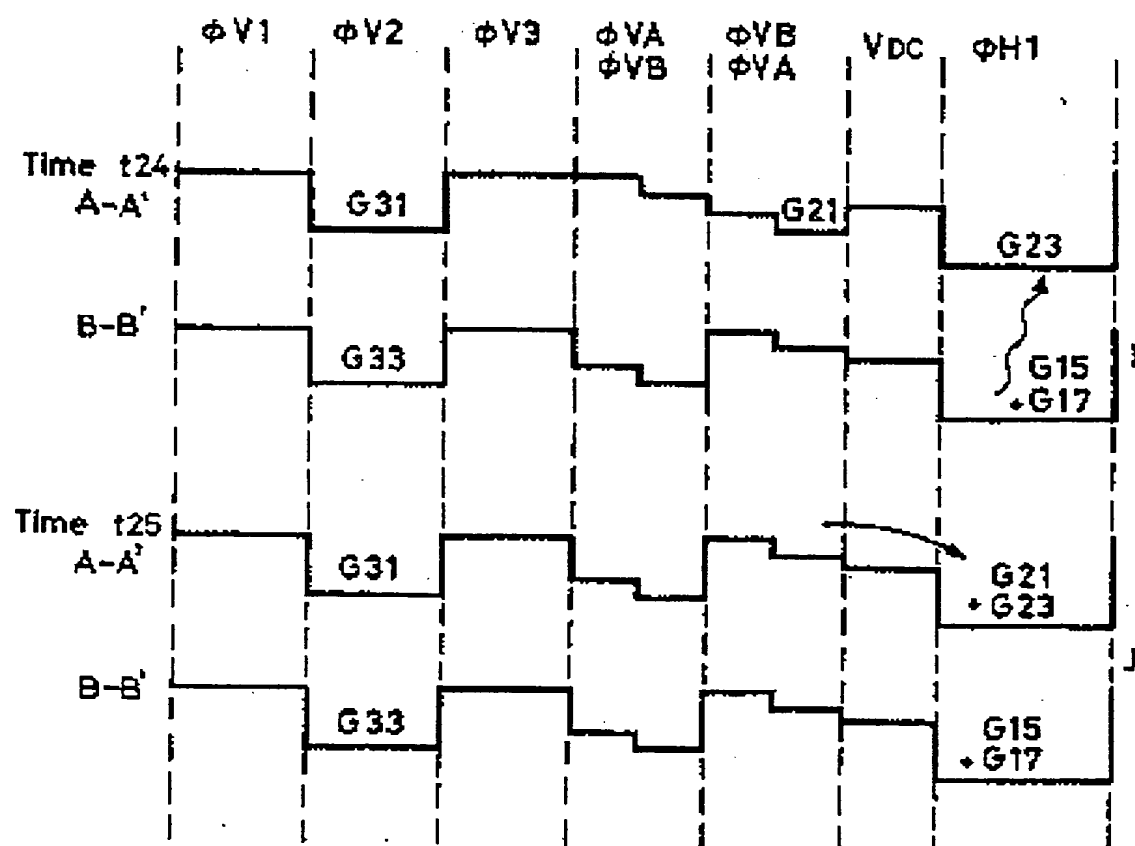 ΦV1 ΦV2 ΦV3 ΦVA ΦVB VDC ΦH1
ΦVB ΦVA
Time t24
A-A'
G31 G21 G23
B-B'
G33 G15
+G17
Time t25
A-A'
G31 G21
+G23
B-B'
G33 G15
+G17